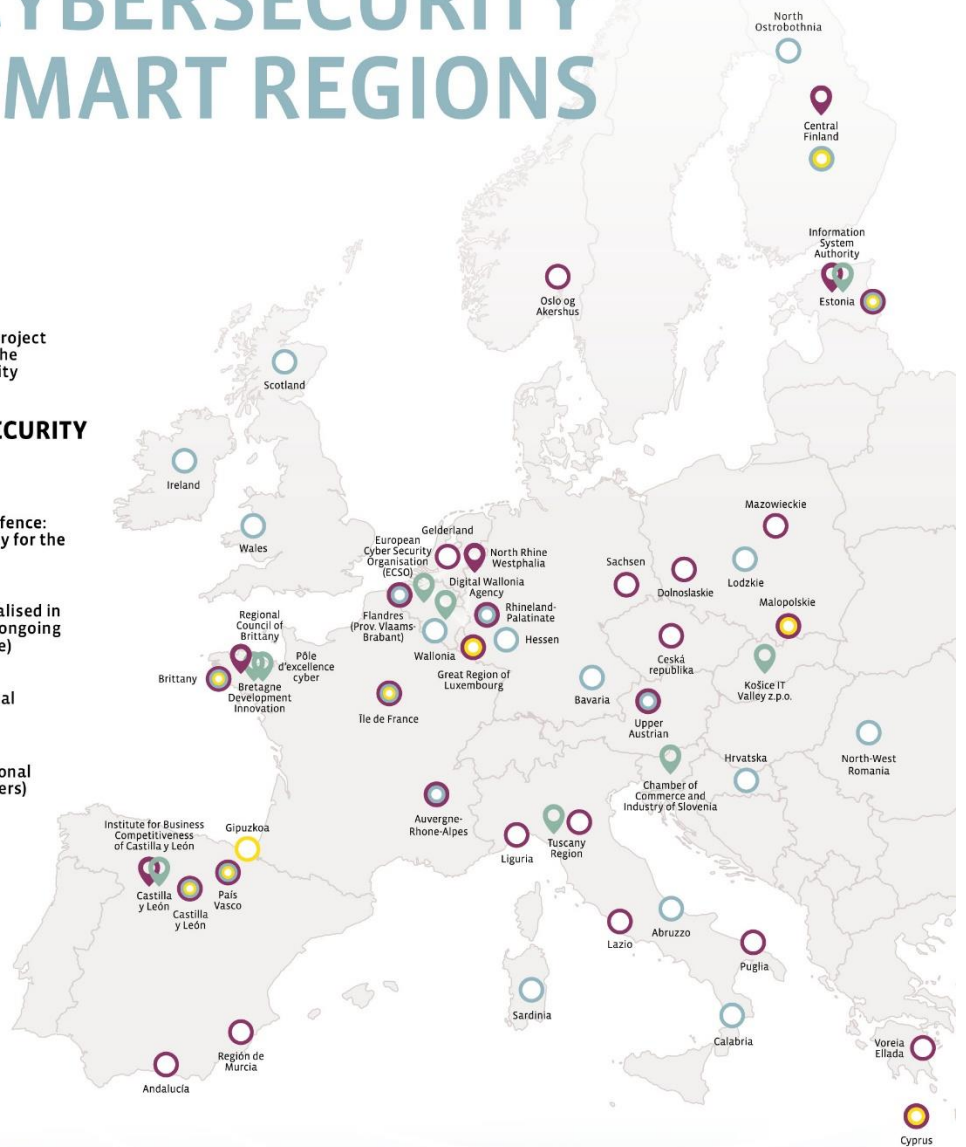 CYBERSECURITY
SMART REGIONS
roject
he
ity
ECURITY
fence:
y for the
alised in
ongoing
e)
al
onal
ers)
North
Ostrobothnia
Central
Finland
Information
System
Authority
Estonia
Oslo og
Akershus
Scotland
Ireland
Wales
Mazowieckie
Gelderland
European
Cyber Security
Organisation
(ECSO)
North Rhine
Westphalia
Digital Wallonia
Agency
Sachsen
Dolnoslaskie
Lodzkie
Malopolskie
Flandres
(Prov. Vlaams-
Brabant)
Rhineland-
Palatinate
Hessen
Wallonia
Great Region of
Luxembourg
Regional
Council of
Brittany
Pôle
d'excellence
cyber
Brittany
Bretagne
Development
Innovation
Île de France
Ceská
republika
Košice IT
Valley z.p.o.
Bavaria
Upper
Austrian
North-West
Romania
Hrvatska
Chamber of
Commerce and
Industry of Slovenia
Auvergne-
Rhone-Alpes
Liguria
Tuscany
Region
Institute for Business
Competitiveness
of Castilla y León
Gipuzkoa
Castilla
y León
Castilla
y León
País
Vasco
Lazio
Abruzzo
Puglia
Sardinia
Calabria
Región de
Murcia
Andalucía
Voreia
Ellada
Cyprus